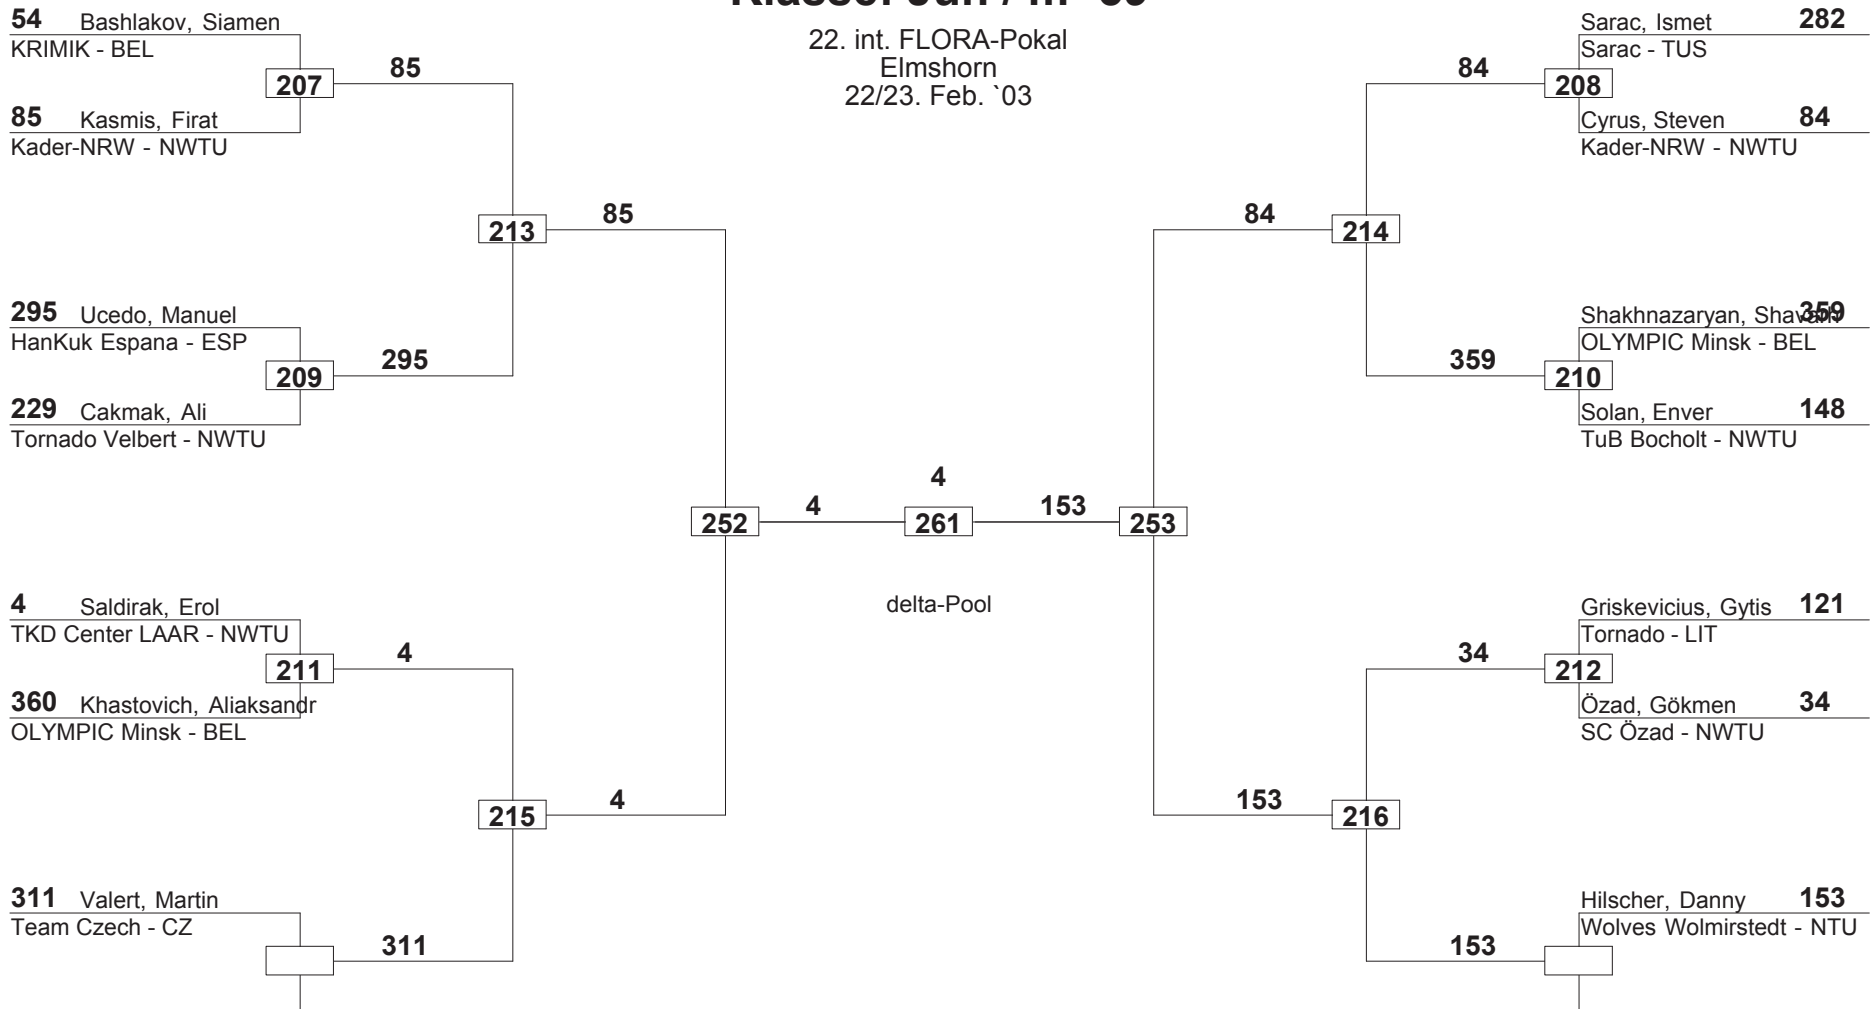 22. int. FLORA-Pokal
Elmshorn
22/23. Feb. `03
54 Bashlakov, Siamen
KRIMIK - BEL
207
85
85 Kasmis, Firat
Kader-NRW - NWTU
213
85
295 Ucedo, Manuel
HanKuk Espana - ESP
209
295
229 Cakmak, Ali
Tornado Velbert - NWTU
252
4
4
261
153
253
delta-Pool
4 Saldirak, Erol
TKD Center LAAR - NWTU
211
4
360 Khastovich, Aliaksandr
OLYMPIC Minsk - BEL
215
4
311 Valert, Martin
Team Czech - CZ
311
Sarac, Ismet 282
Sarac - TUS
84
208
Cyrus, Steven 84
Kader-NRW - NWTU
84
214
Shakhnazaryan, 359
OLYMPIC Minsk - BEL
359
210
Solan, Enver 148
TuB Bocholt - NWTU
Griskevicius, Gytis 121
Tornado - LIT
34
212
Özad, Gökmen 34
SC Özad - NWTU
153
216
Hilscher, Danny 153
Wolves Wolmirstedt - NTU
153